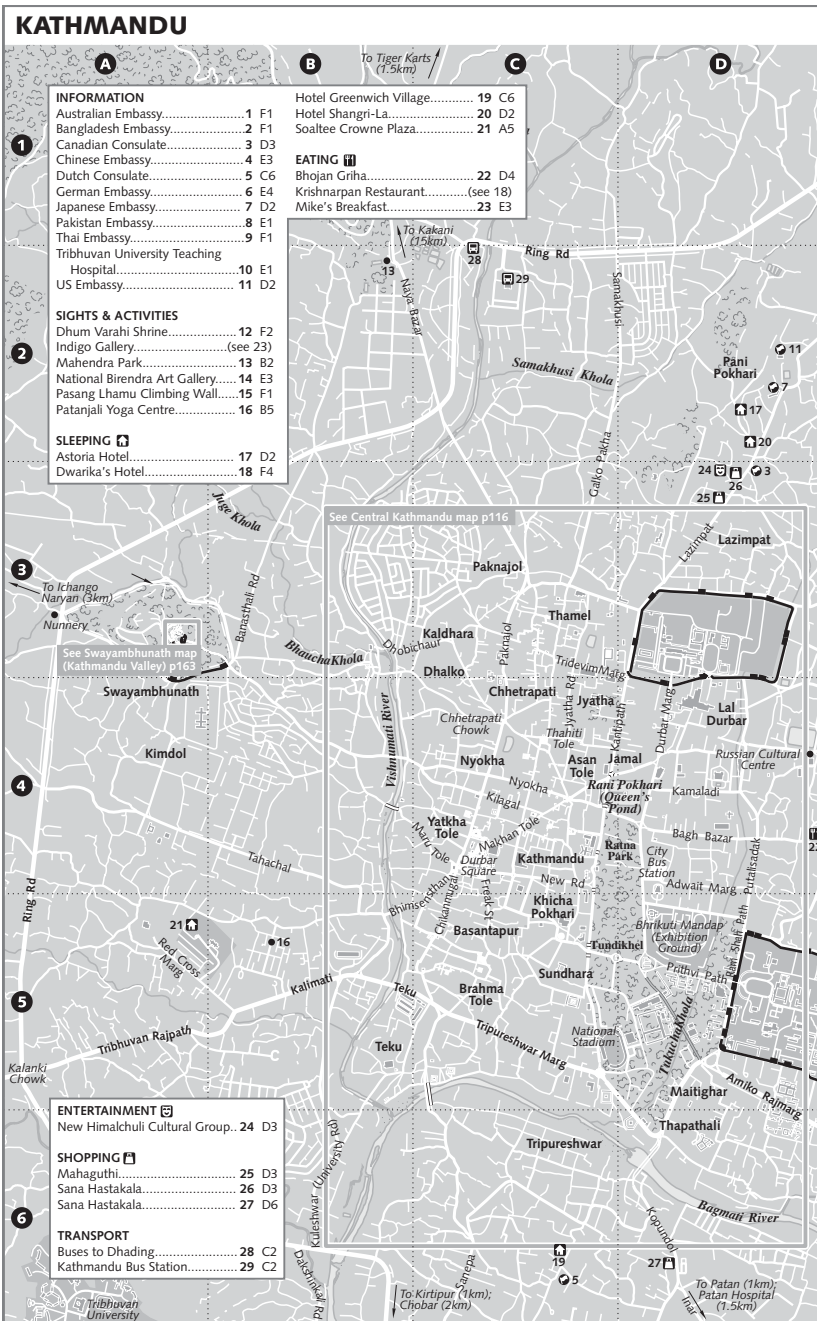 KATHMANDU
A
B
C
D
To Tiger Karts
(1.5km)
INFORMATION
Australian Embassy 1 F1
Bangladesh Embassy 2 F1
Canadian Consulate 3 D3
Chinese Embassy 4 E3
Dutch Consulate 5 C6
German Embassy 6 E4
Japanese Embassy 7 D2
Pakistan Embassy 8 E1
Thai Embassy 9 F1
Tribhuvan University Teaching
Hospital 10 E1
US Embassy 11 D2
SIGHTS & ACTIVITIES
Dhum Varahi Shrine 12 F2
Indigo Gallery (see 23)
Mahendra Park 13 B2
National Birendra Art Gallery 14 E3
Pasang Lhamu Climbing Wall 15 F1
Patanjali Yoga Centre 16 B5
SLEEPING
Astoria Hotel 17 D2
Dwarika's Hotel 18 F4
Hotel Greenwich Village 19 C6
Hotel Shangri-La 20 D2
Soaltee Crowne Plaza 21 A5
EATING
Bhojan Griha 22 D4
Krishnarpan Restaurant (see 18)
Mike's Breakfast 23 E3
1
To Kakani
(15km)
28
Ring Rd
13
29
Naya Bazar
Samakhusi
2
11
Pani
Pokhari
Samakhusi Khola
7
17
20
Galko Pakha
24
3
26
25
Juge Khola
See Central Kathmandu map p116
Lazimpat
Lazimpat
3
Paknajol
To Ichango
Naryan (3km)
Banasthali Rd
Thamel
Nunnery
Kaldhara
Paknajol
Dhobichaur
BhauchaKhola
See Swayambhunath map
(Kathmandu Valley) p163
Dhalko
Tridevim Marg
Swayambhunath
Chhetrapati
Jyatha Rd
Jyatha
Kantipath
Durbar Marg
Lal
Durbar
Vishnumati River
Chhetrapati
Chowk
Thahiti
Tole
Kimdol
Nyokha
Asan
Tole
Jamal
Russian Cultural
Centre
4
Nyokha
Rani Pokhari
(Queen's
Pond)
Kamaladi
Kilagal
Yatkha
Tole
Maru Tole
Makhan Tole
Bagh Bazar
Ratna
Park
City
Bus
Station
Putalisadak
Tahachal
Durbar
Square
Kathmandu
Ring Rd
New Rd
Adwait Marg
Bhimsensthan
Chikanmugal
Freak St
Khicha
Pokhari
21
Bhrikuti Mandap
(Exhibition
Ground)
16
Basantapur
Red Cross
Marg
Tundikhel
Ram Shah Path
Sundhara
Prithvi Path
5
Kalimati
Teku
Brahma
Tole
TukuchaKhola
Tribhuvan Rajpath
Tripureshwar Marg
National
Stadium
Teku
Kalanki
Chowk
Maitighar
Amiko Rajmarg
Thapathali
ENTERTAINMENT
New Himalchuli Cultural Group 24 D3
SHOPPING
Mahaguthi 25 D3
Sana Hastakala 26 D3
Sana Hastakala 27 D6
TRANSPORT
Buses to Dhading 28 C2
Kathmandu Bus Station 29 C2
Tripureshwar
Kuleshwar (University Rd)
Bagmati River
6
Kopundol
27
19
5
Dakshinkali Rd
Sanepa
To Kirtipur (1km);
Chobar (2km)
To Patan (1km);
Patan Hospital
(1.5km)
Tribhuvan
University